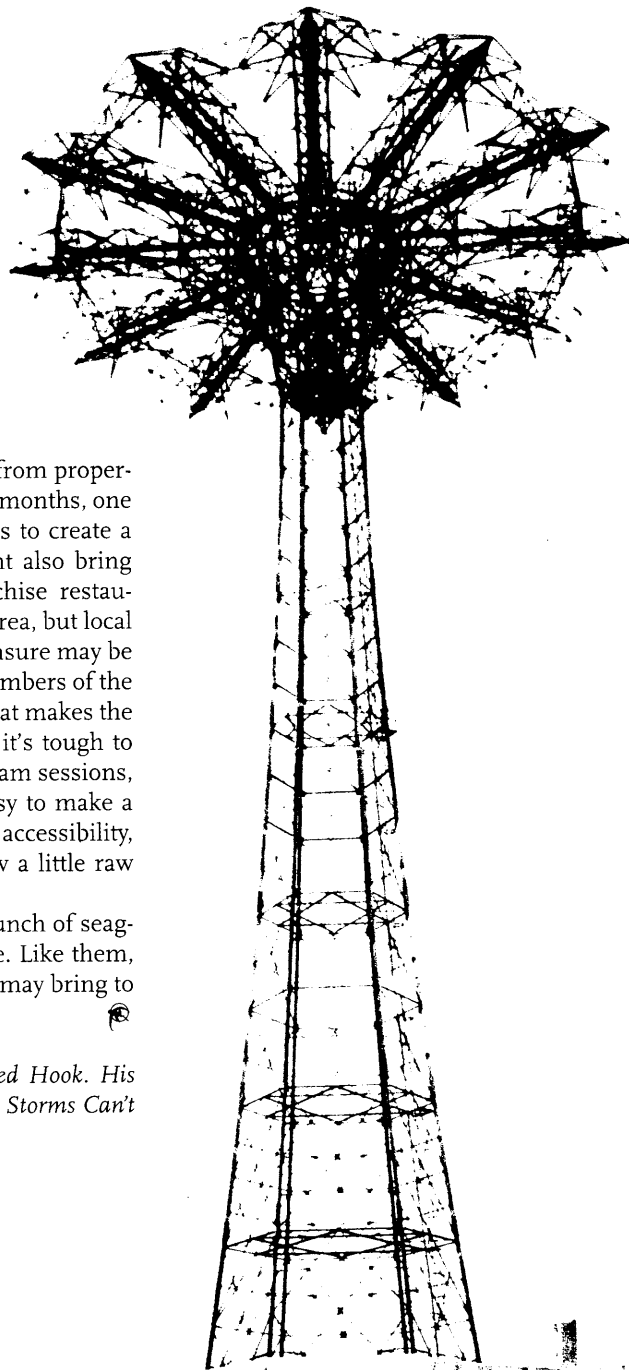 from proper-
months, one
s to create a
nt also bring
chise restau-
rea, but local
asure may be
mbers of the
at makes the
it's tough to
am sessions,
sy to make a
accessibility,
v a little raw
unch of seag-
e. Like them,
may bring to
ed Hook. His
Storms Can't